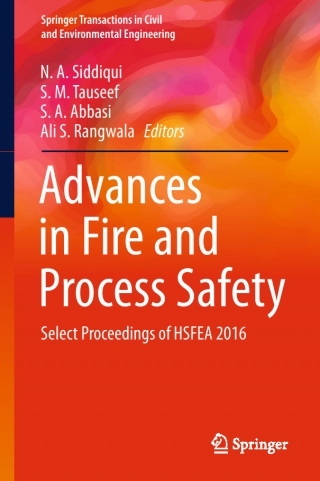 Springer Transactions in Civil
and Environmental Engineering
N. A. Siddiqui
S. M. Tauseef
S. A. Abbasi
Ali S. Rangwala Editors
Advances
in Fire and
Process Safety
Select Proceedings of HSFEA 2016
Springer